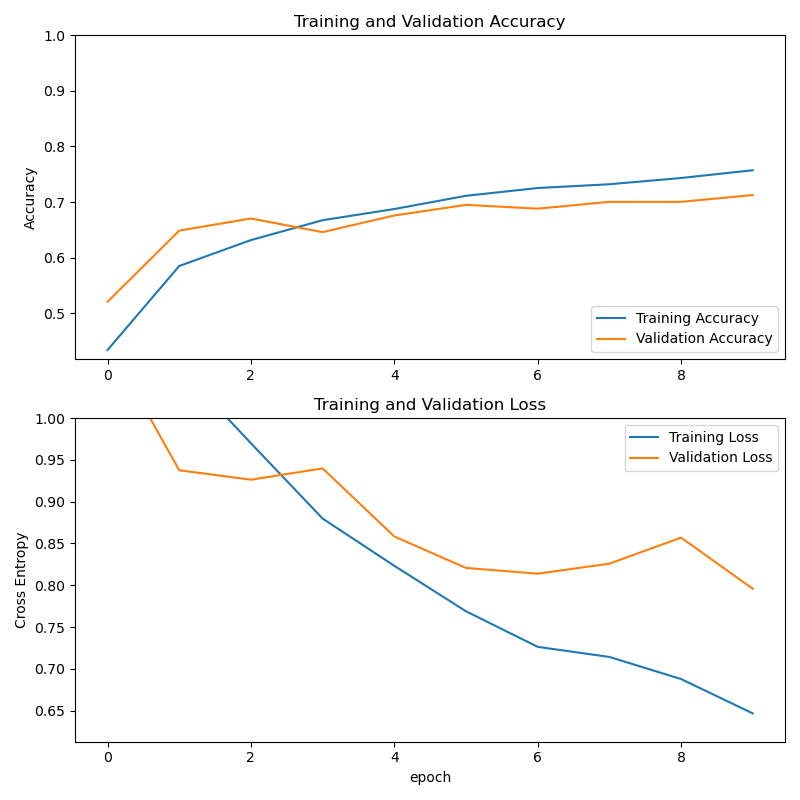 Training and Validation Accuracy
1.0
0.9
0.8
0.7
0.6
0.5
Accuracy
Training Accuracy
Validation Accuracy
0 2 4 6 8
Training and Validation Loss
1.00
0.95
0.90
0.85
0.80
0.75
0.70
0.65
Cross Entropy
Training Loss
Validation Loss
0 2 4 6 8
epoch